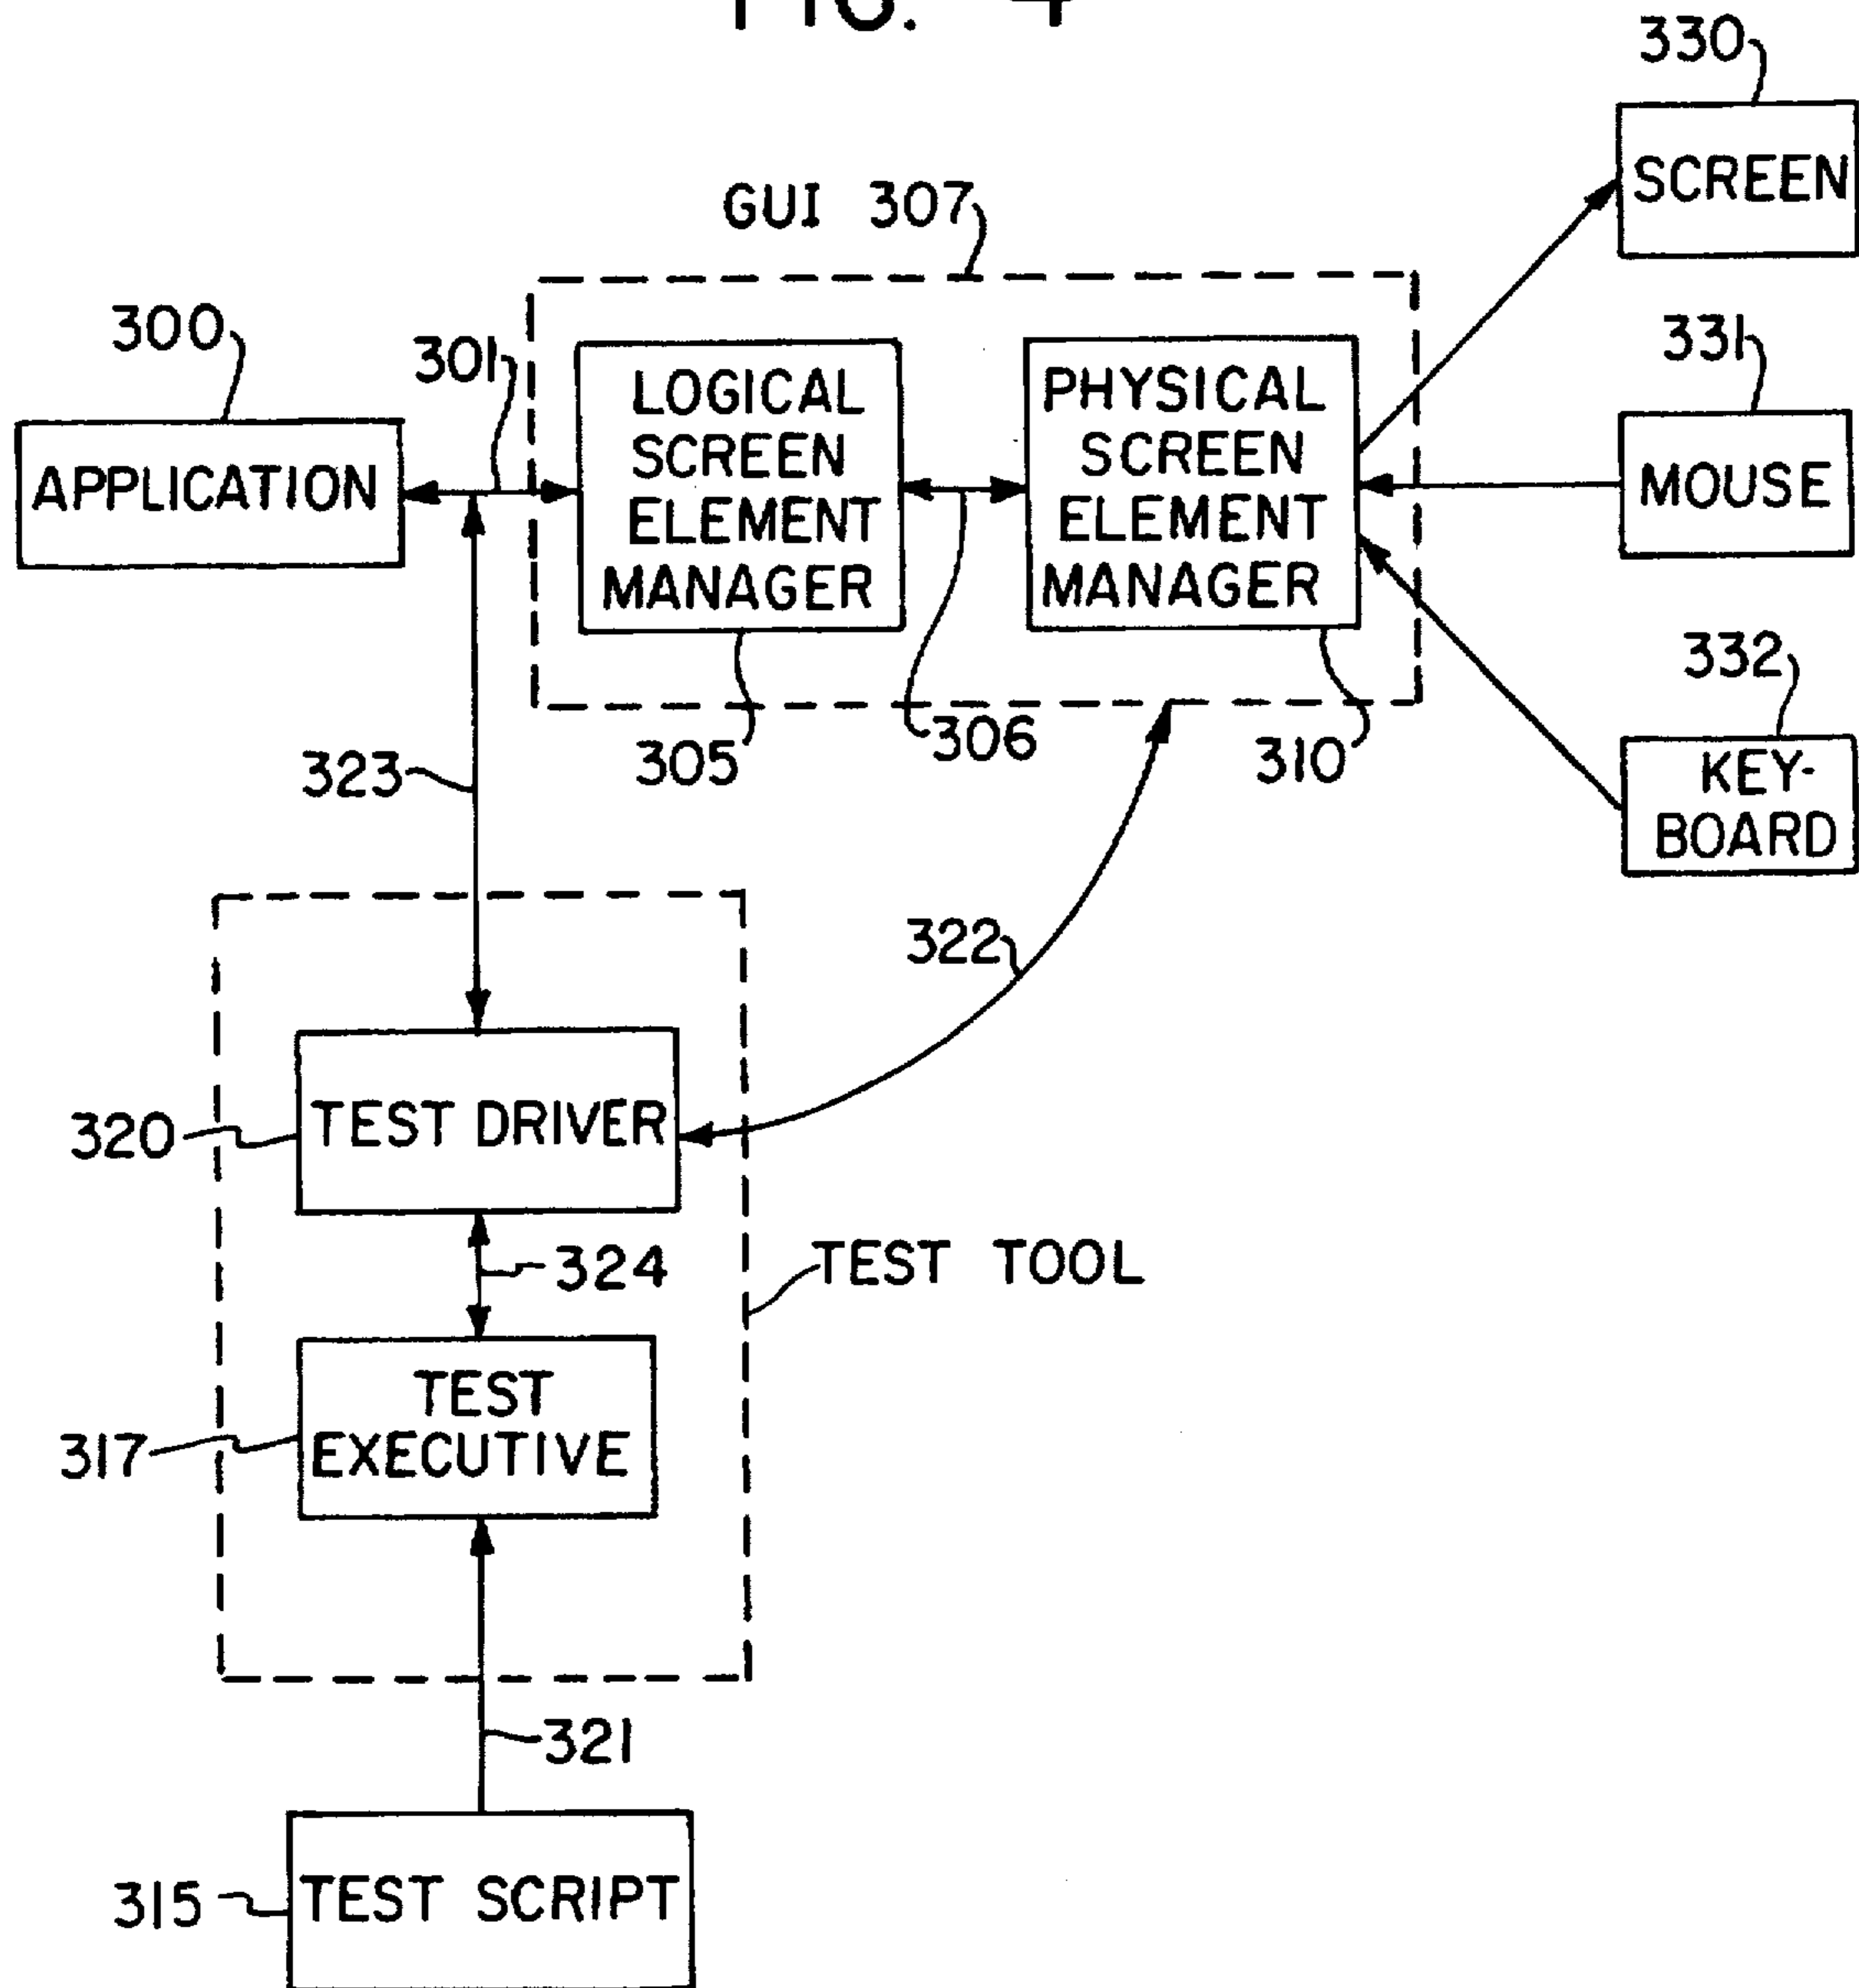 FIG. 4
330
SCREEN
GUI 307
300
301
331
APPLICATION
LOGICAL
SCREEN
ELEMENT
MANAGER
PHYSICAL
SCREEN
ELEMENT
MANAGER
MOUSE
332
323
305
306
310
KEY-
BOARD
322
320
TEST DRIVER
324
TEST TOOL
317
TEST
EXECUTIVE
321
315
TEST SCRIPT